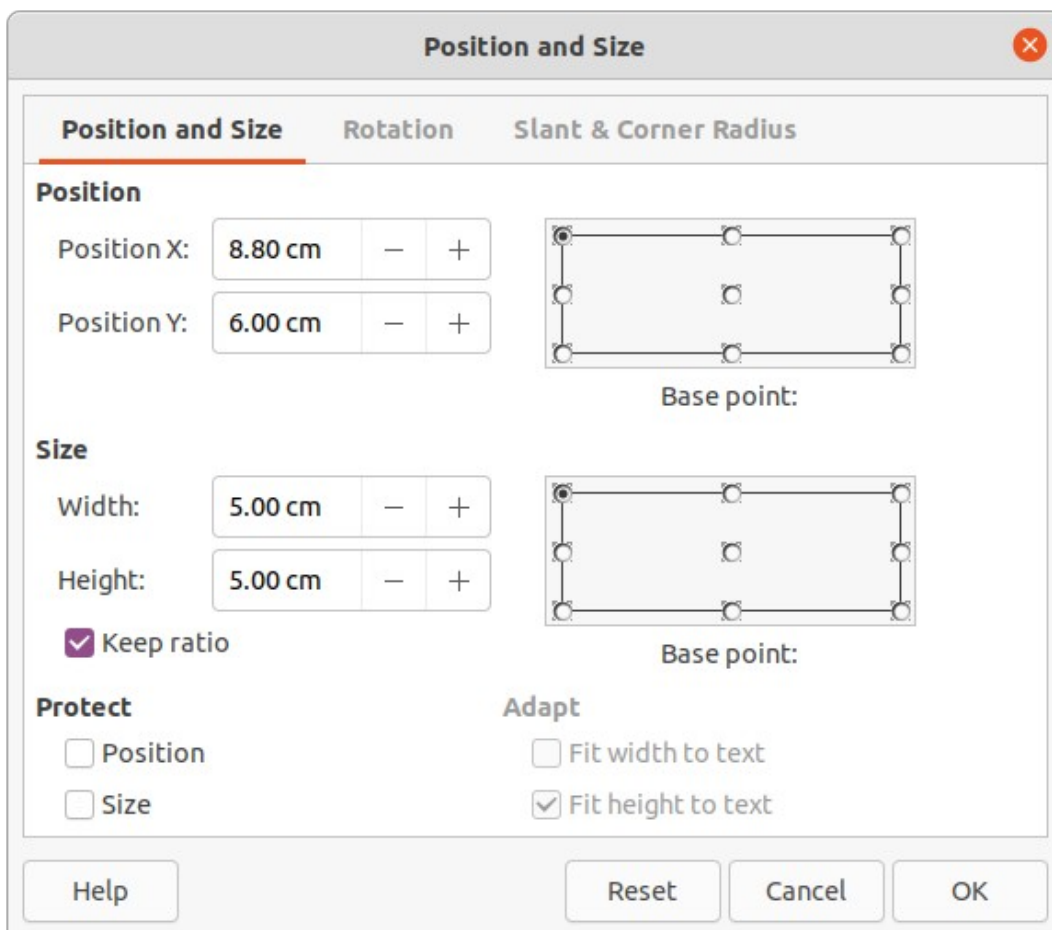 Position and Size
Position and Size Rotation Slant & Corner Radius
Position
Position X: 8.80 cm − +
Position Y: 6.00 cm − +
Base point:
Size
Width: 5.00 cm − +
Height: 5.00 cm − +
Keep ratio
Base point:
Protect Adapt
Position Fit width to text
Size Fit height to text
Help Reset Cancel OK